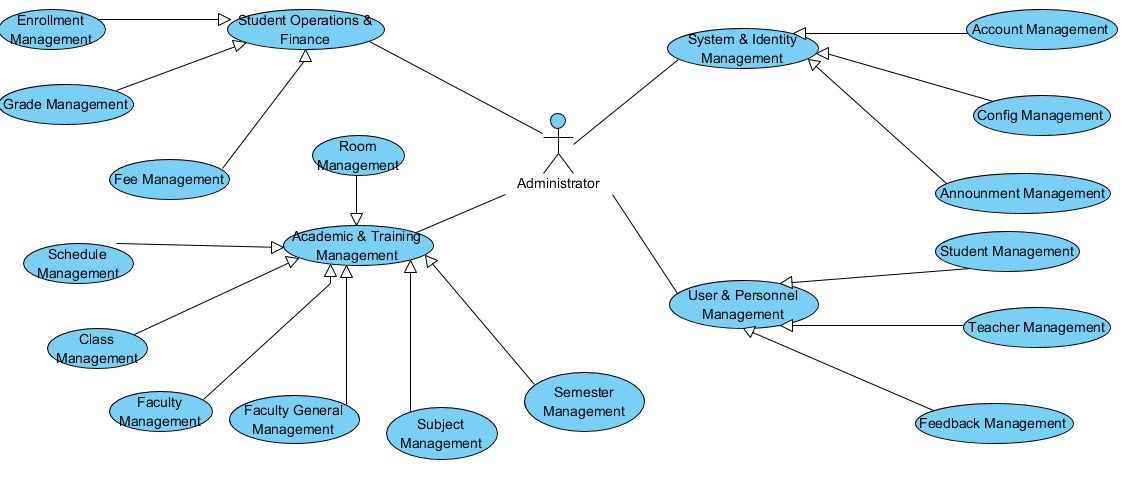 Enrollment
Management
Student Operations &
Finance
System & Identity
Management
Account Management
Grade Management
Config Management
Room
Management
Fee Management
Administrator
Announment Management
Academic & Training
Management
Schedule
Management
Student Management
User & Personnel
Management
Teacher Management
Class
Management
Faculty
Management
Faculty General
Management
Subject
Management
Semester
Management
Feedback Management